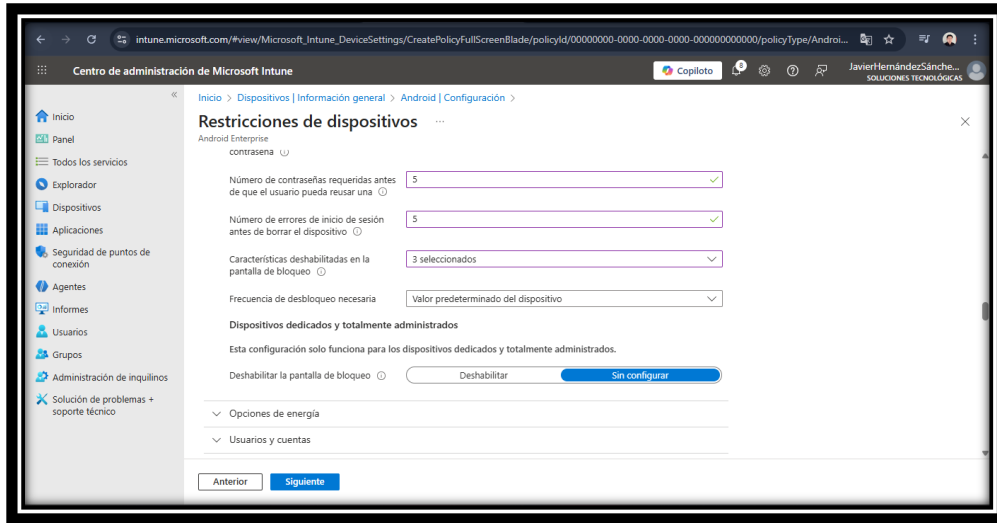 intune.microsoft.com/#view/Microsoft_Intune_DeviceSettings/CreatePolicyFullScreenBlade/policyId/00000000-0000-0000-0000-000000000000/policyType/Androi...
Centro de administración de Microsoft Intune
Copiloto
8
JavierHernándezSánche...
SOLUCIONES TECNOLÓGICAS
Inicio
Panel
Todos los servicios
Explorador
Dispositivos
Aplicaciones
Seguridad de puntos de
conexión
Agentes
Informes
Usuarios
Grupos
Administración de inquilinos
Solución de problemas +
soporte técnico
Inicio > Dispositivos | Información general > Android | Configuración >
Restricciones de dispositivos ...
Android Enterprise
contraseña
Número de contraseñas requeridas antes
de que el usuario pueda reusar una
5
Número de errores de inicio de sesión
antes de borrar el dispositivo
5
Características deshabilitadas en la
pantalla de bloqueo
3 seleccionados
Frecuencia de desbloqueo necesaria
Valor predeterminado del dispositivo
Dispositivos dedicados y totalmente administrados
Esta configuración solo funciona para los dispositivos dedicados y totalmente administrados.
Deshabilitar la pantalla de bloqueo
Deshabilitar
Sin configurar
Opciones de energía
Usuarios y cuentas
Anterior
Siguiente